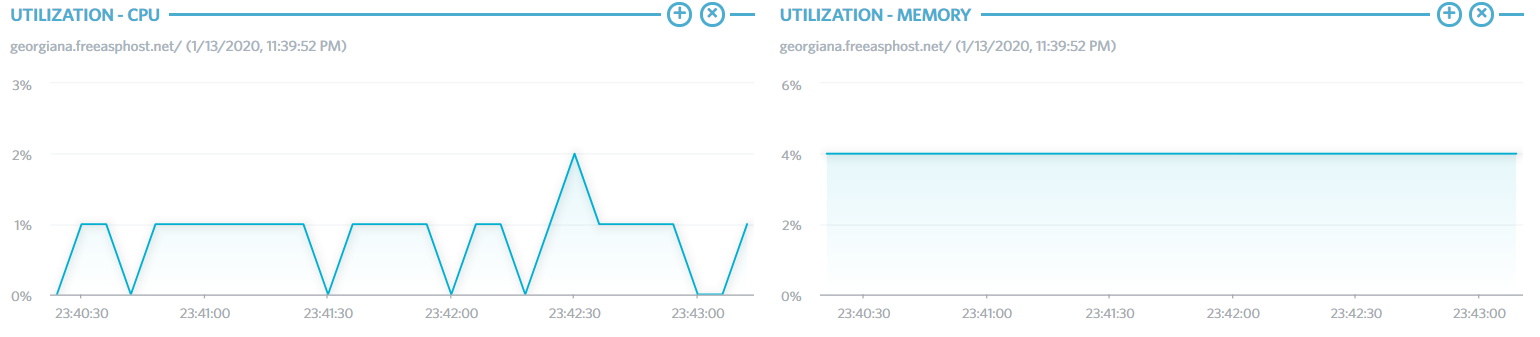 UTILIZATION - CPU
georgiana.freeasphost.net/ (1/13/2020, 11:39:52 PM)
3%
2%
1%
0%
23:40:30 23:41:00 23:41:30 23:42:00 23:42:30 23:43:00
UTILIZATION - MEMORY
georgiana.freeasphost.net/ (1/13/2020, 11:39:52 PM)
6%
4%
2%
0%
23:40:30 23:41:00 23:41:30 23:42:00 23:42:30 23:43:00